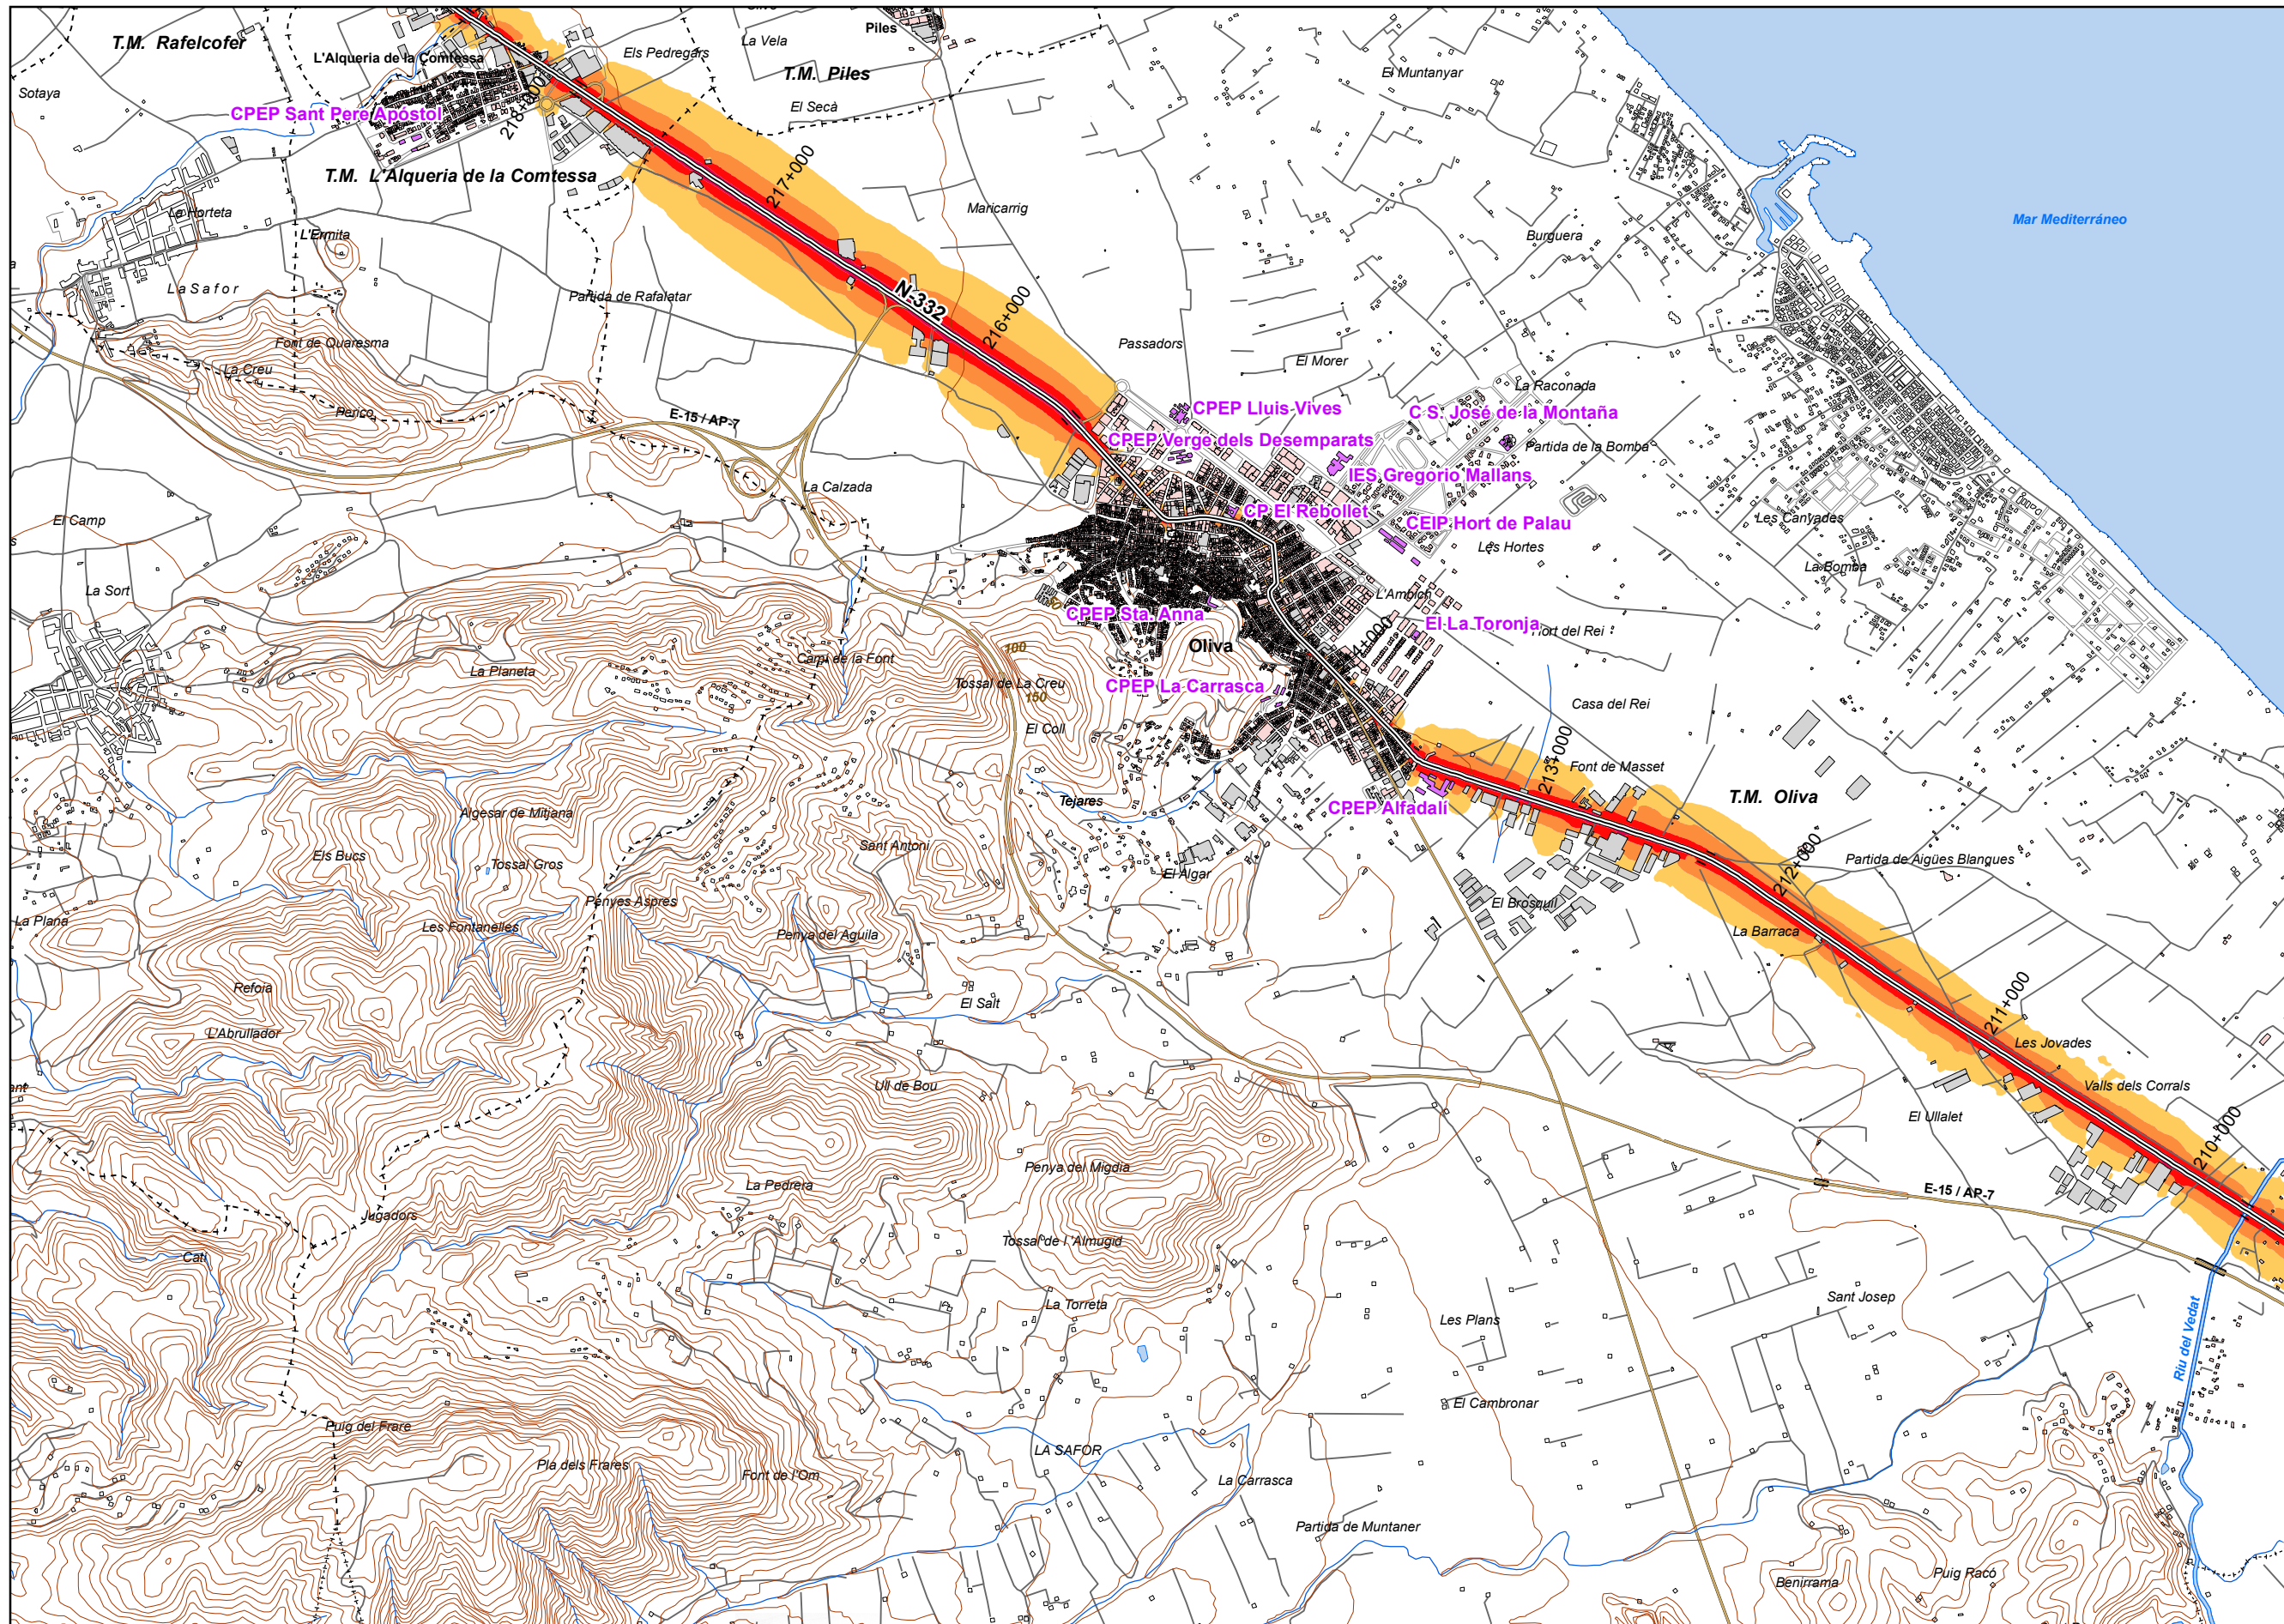 Piles
T.M. Rafelcofer
L'Alqueria de la Comtessa
Els Pedregars
La Vela
T.M. Piles
El Muntanyar
Sotaya
El Secà
CPEP Sant Pere Apóstol
218+000
T.M. L'Alqueria de la Comtessa
217+000
La Horteta
Maricarrig
Mar Mediterráneo
L'Ermita
Burguera
La Safor
Partida de Rafalatar
N-332
216+000
Font de Quaresma
Passadors
El Morer
La Creu
La Raconada
Perico
E-15 / AP-7
CPEP Lluis Vives
C S. José de la Montaña
CPEP Verge dels Desemparats
Partida de la Bomba
IES Gregorio Mallans
La Calzada
CP El Rebollet
El Camp
CEIP Hort de Palau
Les Canyades
Les Hortes
La Bomba
La Sort
L'Ambich
50
CPEP Sta. Anna
El La Toronja
Hort del Rei
100
Oliva
Camí de la Font
La Planeta
Tossal de La Creu
CPEP La Carrasca
150
Casa del Rei
El Coll
213+000
Font de Masset
T.M. Oliva
Tejares
CPEP Alfadalí
Algesar de Mitjana
Sant Antoni
Els Bucs
Tossal Gros
El Algar
212+000
Partida de Aigües Blangues
Penyes Aspres
El Brosquil
La Plana
Les Fontanelles
Penya del Aguila
La Barraca
Refoia
El Salt
211+000
L'Abrullador
Les Jovades
Ull de Bou
Valls dels Corrals
El Ullalet
210+000
Penya del Migdia
La Pedrera
E-15 / AP-7
Jugadors
Tossal de l'Almugid
Catí
La Torreta
Sant Josep
Les Plans
Riu del Vedat
El Cambronar
Puig del Frare
LA SAFOR
Pla dels Frares
Font de l'Om
La Carrasca
Partida de Muntaner
Puig Racó
Benirrama